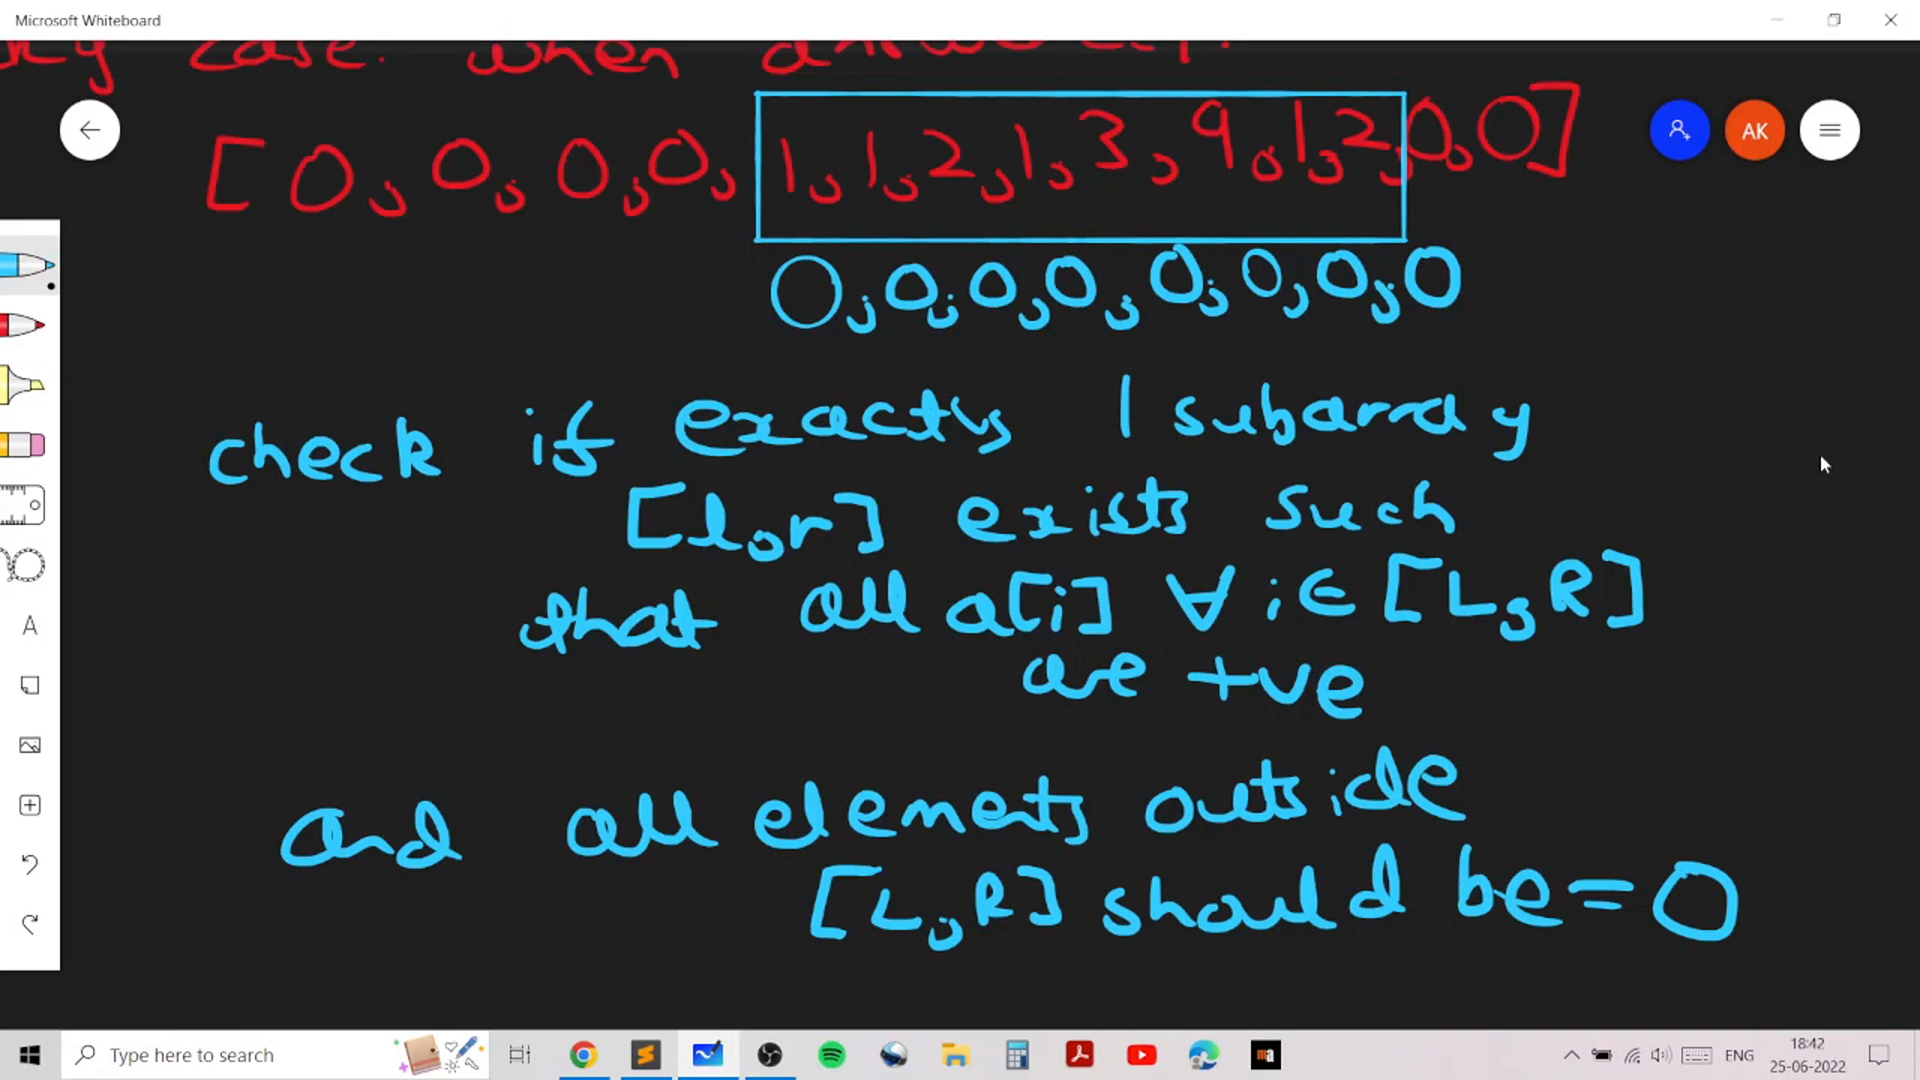 Microsoft Whiteboard
case. when
[0, 0, 0, 0, 1, 1, 2, 1, 3, 9, 1, 2, 0, 0]
AK
0, 0, 0, 0, 0, 0, 0, 0
check if exactly 1 subarray
[l, r] exists such
that all a[i] ∀ i ∈ [L, R]
are +ve
and all elements outside
[L, R] should be = 0
A
Type here to search
ENG
18:42
25-06-2022